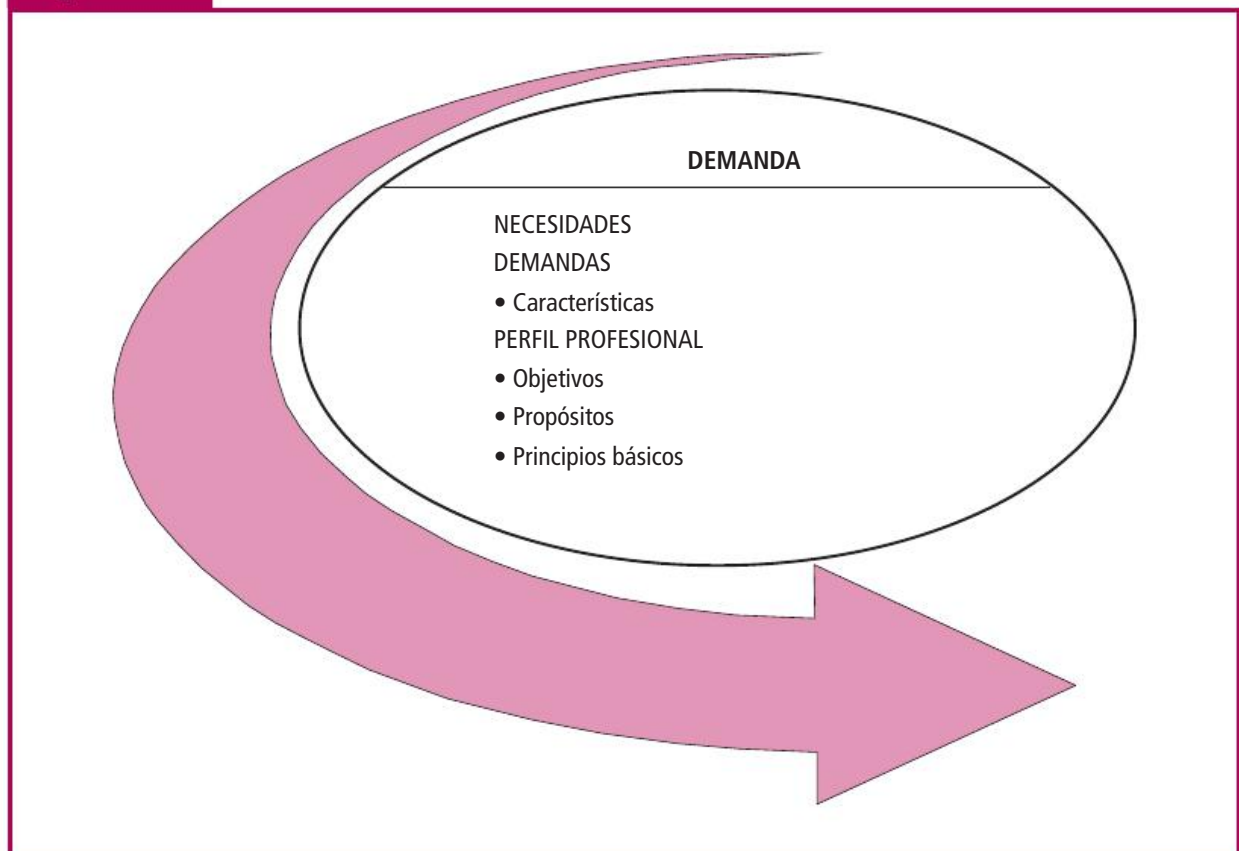 DEMANDA
NECESIDADES
DEMANDAS
• Características
PERFIL PROFESIONAL
• Objetivos
• Propósitos
• Principios básicos